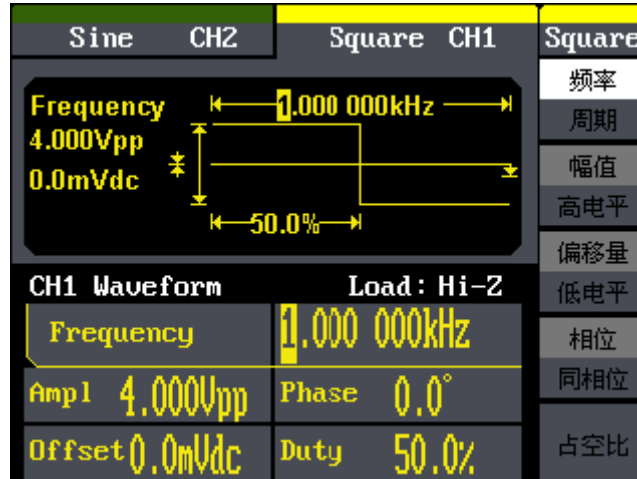 Sine CH2
Square CH1
Square
Frequency
1.000 000kHz
4.000Vpp
0.0mVdc
50.0%
CH1 Waveform
Load: Hi-Z
Frequency
1.000 000kHz
Ampl 4.000Vpp
Phase 0.0°
Offset 0.0mVdc
Duty 50.0%
频率
周期
幅值
高电平
偏移量
低电平
相位
同相位
占空比